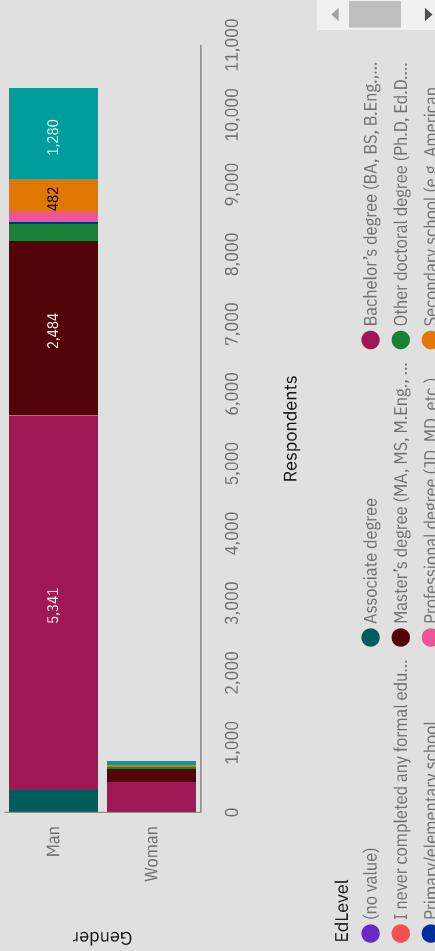 Gender
Man
1,280
482
2,484
5,341
Woman
0
1,000
2,000
3,000
4,000
5,000
6,000
7,000
8,000
9,000
10,000
11,000
Respondents
EdLevel
(no value)
Associate degree
Bachelor's degree (BA, BS, B.Eng.,...
I never completed any formal edu...
Master's degree (MA, MS, M.Eng., ...
Other doctoral degree (Ph.D, Ed.D....
Primary/elementary school
Professional degree (JD, MD, etc.)
Secondary school (e.g. American